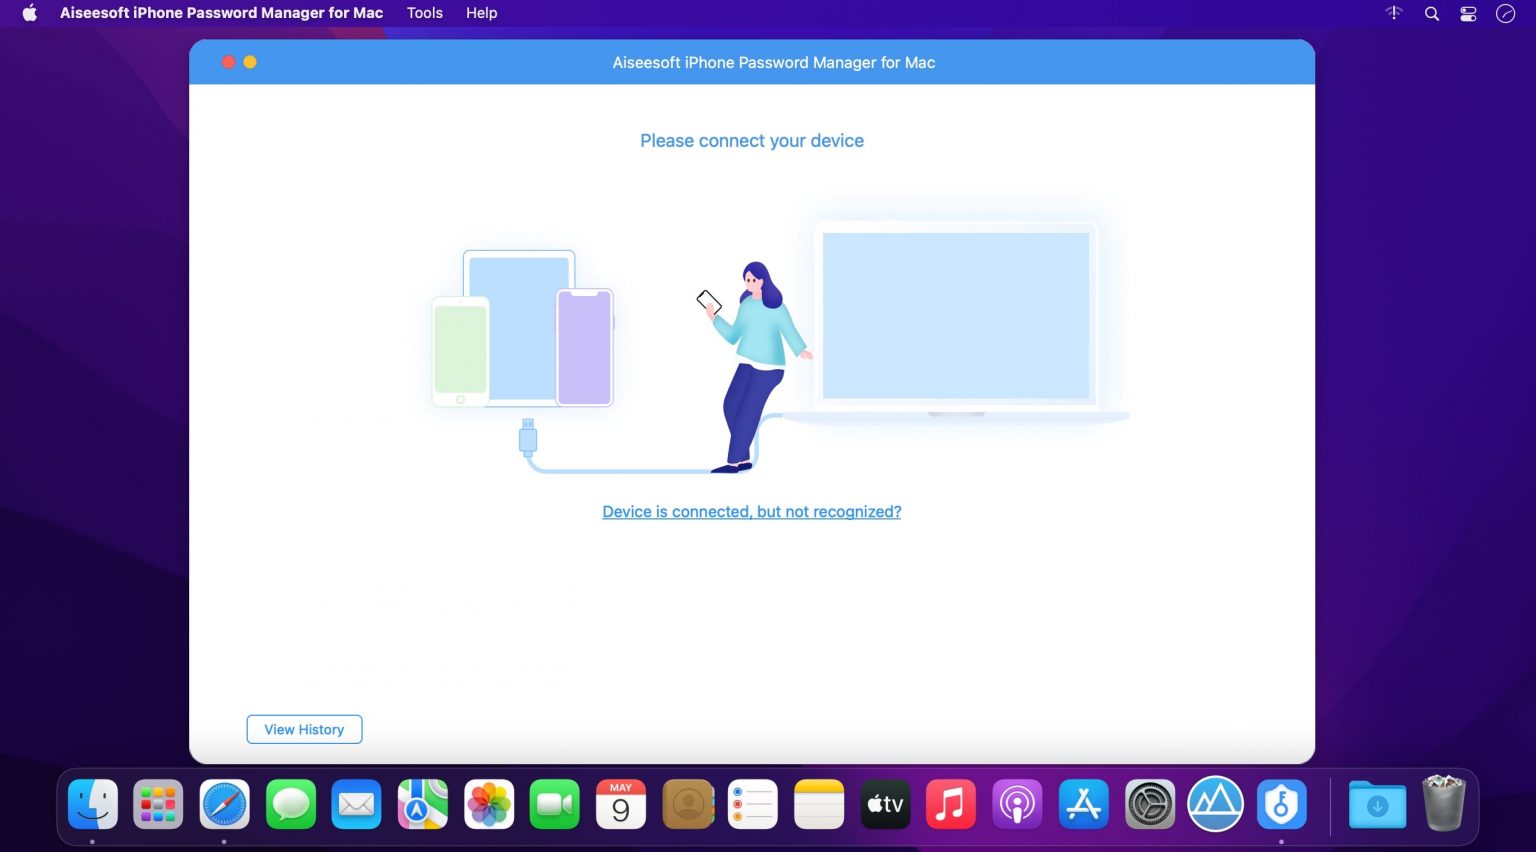 Aiseesoft iPhone Password Manager for Mac Tools Help
Aiseesoft iPhone Password Manager for Mac
Please connect your device
Device is connected, but not recognized?
View History
MAY
9
tv